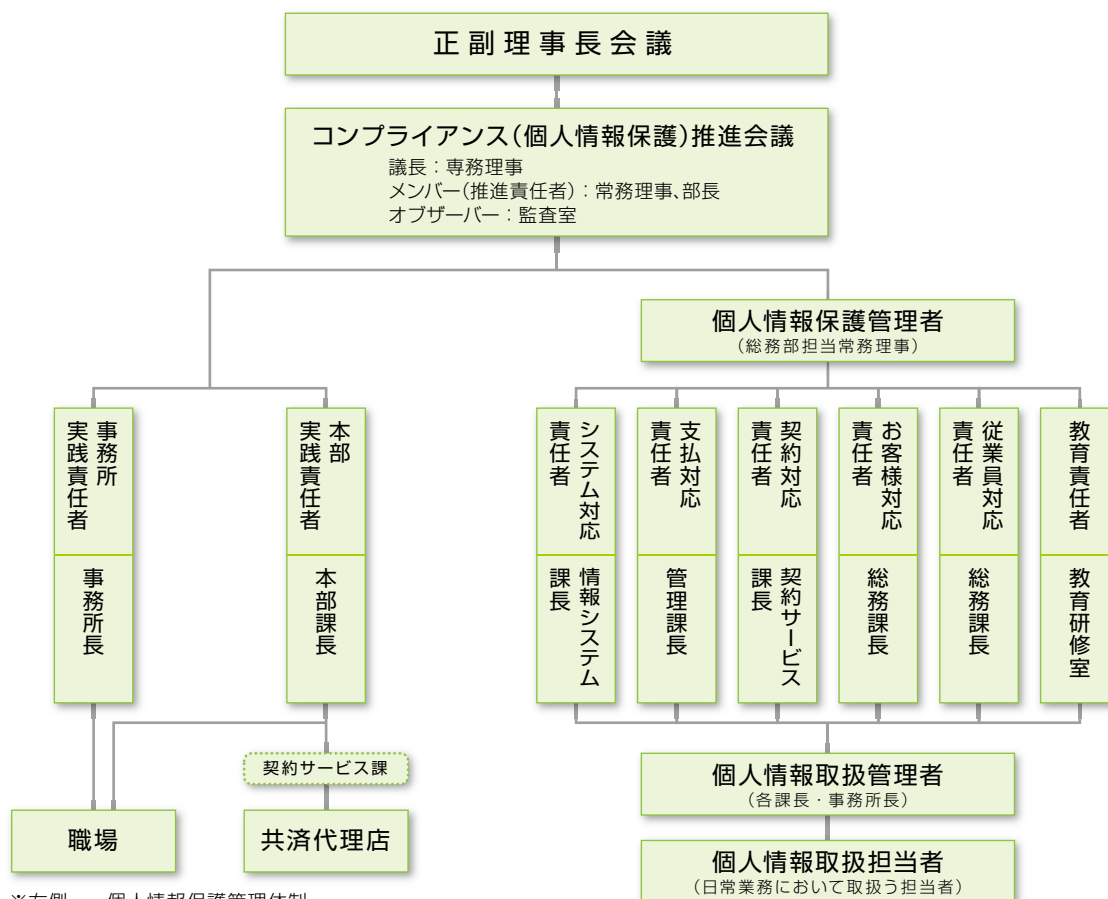 正副理事長会議
コンプライアンス(個人情報保護)推進会議
議長：専務理事
メンバー(推進責任者)：常務理事、部長
オブザーバー：監査室
個人情報保護管理者
(総務部担当常務理事)
事務所
実践責任者
事務所長
本部
実践責任者
本部課長
システム対応
責任者
情報システム
課長
支払対応
責任者
管理課長
契約対応
責任者
契約サービス
課長
お客様対応
責任者
総務課長
従業員対応
責任者
総務課長
教育責任者
教育研修室
契約サービス課
職場
共済代理店
個人情報取扱管理者
(各課長・事務所長)
個人情報取扱担当者
(日常業務において取扱う担当者)